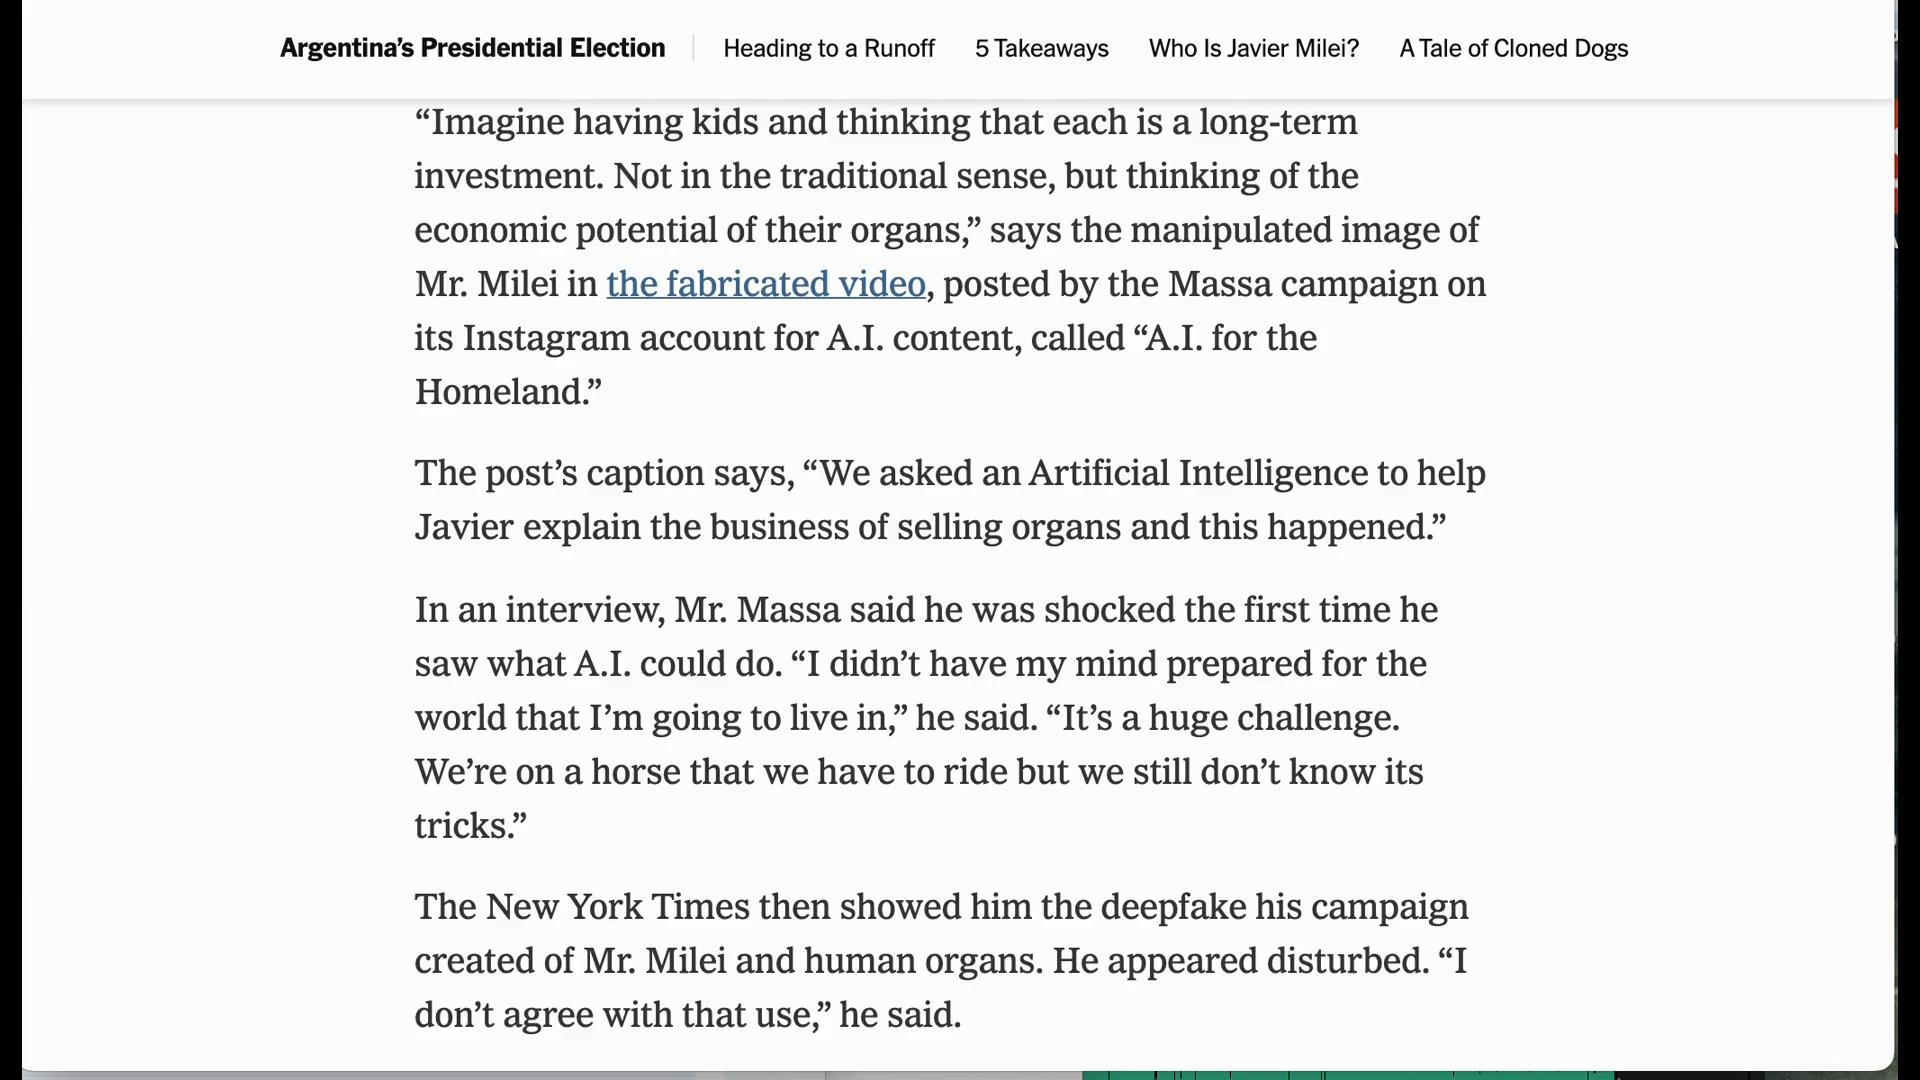 Argentina’s Presidential Election Heading to a Runoff 5 Takeaways Who Is Javier Milei? A Tale of Cloned Dogs
“Imagine having kids and thinking that each is a long-term
investment. Not in the traditional sense, but thinking of the
economic potential of their organs,” says the manipulated image of
Mr. Milei in the fabricated video, posted by the Massa campaign on
its Instagram account for A.I. content, called “A.I. for the
Homeland.”
The post’s caption says, “We asked an Artificial Intelligence to help
Javier explain the business of selling organs and this happened.”
In an interview, Mr. Massa said he was shocked the first time he
saw what A.I. could do. “I didn’t have my mind prepared for the
world that I’m going to live in,” he said. “It’s a huge challenge.
We’re on a horse that we have to ride but we still don’t know its
tricks.”
The New York Times then showed him the deepfake his campaign
created of Mr. Milei and human organs. He appeared disturbed. “I
don’t agree with that use,” he said.